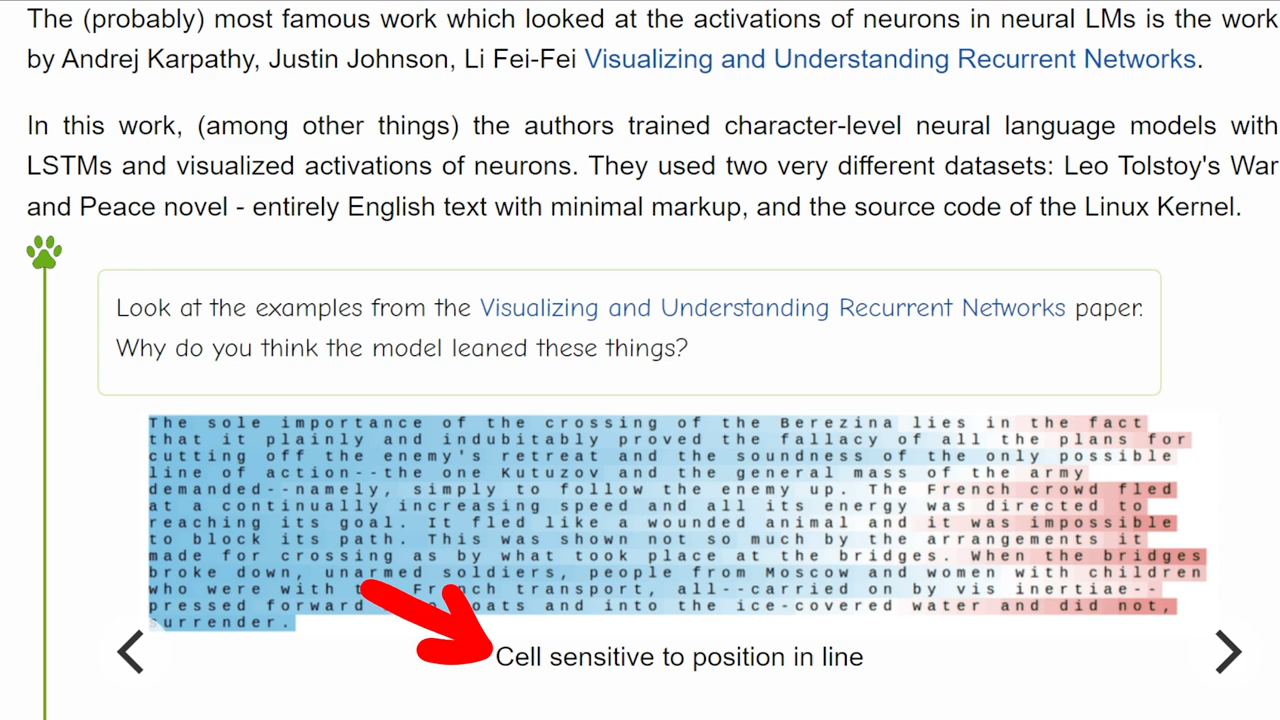 The (probably) most famous work which looked at the activations of neurons in neural LMs is the work
by Andrej Karpathy, Justin Johnson, Li Fei-Fei Visualizing and Understanding Recurrent Networks.
In this work, (among other things) the authors trained character-level neural language models with
LSTMs and visualized activations of neurons. They used two very different datasets: Leo Tolstoy's War
and Peace novel - entirely English text with minimal markup, and the source code of the Linux Kernel.
Look at the examples from the Visualizing and Understanding Recurrent Networks paper.
Why do you think the model leaned these things?
The sole importance of the crossing of the Berezina lies in the fact
that it plainly and indubitably proved the fallacy of all the plans for
cutting off the enemy's retreat and the soundness of the only possible
line of action--the one Kutuzov and the general mass of the army
demanded--namely, simply to follow the enemy up. The French crowd fled
at a continually increasing speed and all its energy was directed to
reaching its goal. It fled like a wounded animal and it was impossible
to block its path. This was shown not so much by the arrangements it
made for crossing as by what took place at the bridges. When the bridges
broke down, unarmed soldiers, people from Moscow and women with children
who were with transport, all--carried on by vis inertiae--
pressed forward and into the ice-covered water and did not,
surrender.
Cell sensitive to position in line